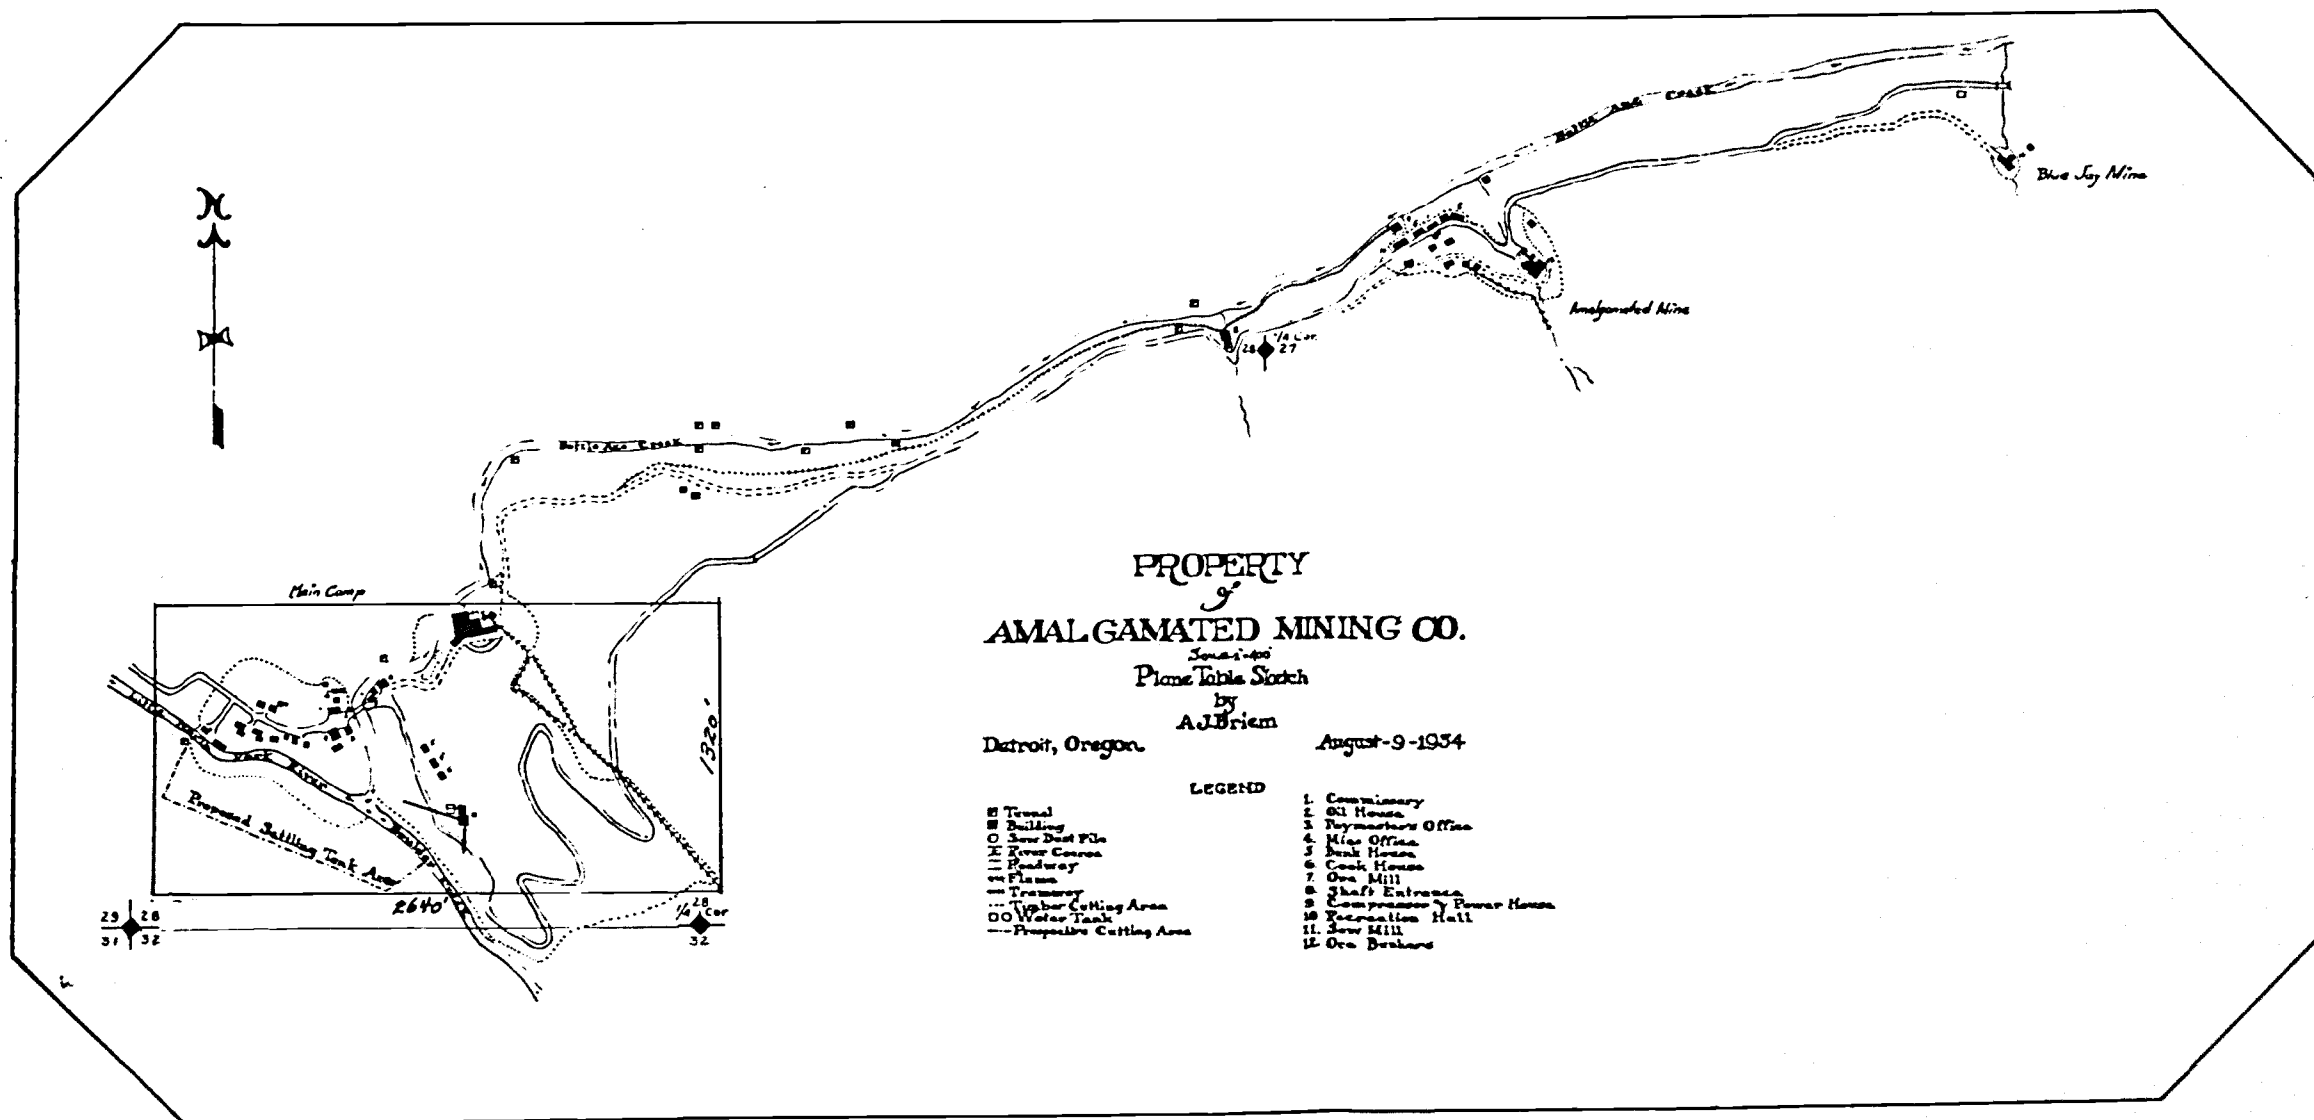 N
Battle Axe Creek
Blue Jay Mine
Amalgamated Mine
1/4 Cor.
28 27
Battle Axe Creek
Main Camp
PROPERTY
of
AMALGAMATED MINING CO.
Plane Table Sketch
by
A.J. Briem
Detroit, Oregon.
August-9-1934
1320'
Little North
Fork River
Proposed Settling Tank Area
2640'
29 28
31 32
1/4 Cor
28
32
LEGEND
Tunnel
Building
Saw Dust Pile
River Course
Roadway
Flume
Tramway
Timber Cutting Area
Water Tank
Prospective Cutting Area
1. Commissary
2. Oil House
3. Paymaster's Office
4. Mine Office
5. Bunk House
6. Cook House
7. Ore Mill
8. Shaft Entrance
9. Compressor & Power House
10. Recreation Hall
11. Saw Mill
12. Ore Bunkers